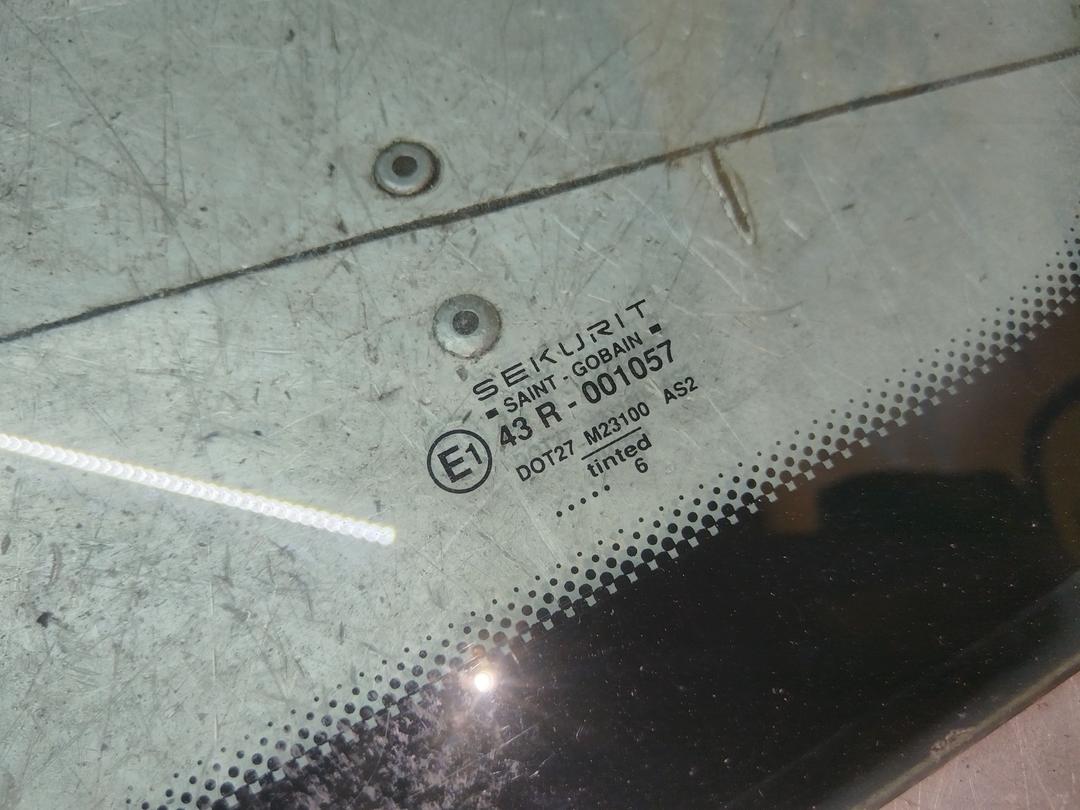 SEKURIT
SAINT - GOBAIN
E1 43 R - 001057
DOT27 M23100 AS2
tinted
6